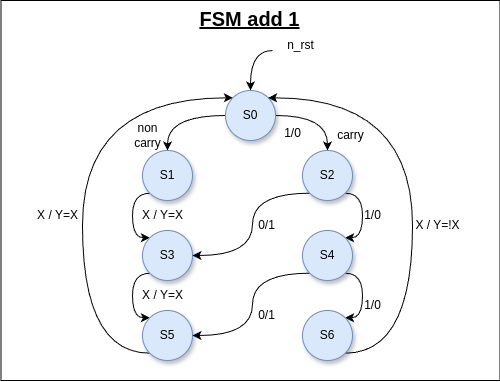 FSM add 1
n_rst
S0
non
carry
1/0
carry
S1
S2
X / Y=X
X / Y=X
1/0
X / Y=!X
0/1
S3
S4
X / Y=X
0/1
1/0
S5
S6